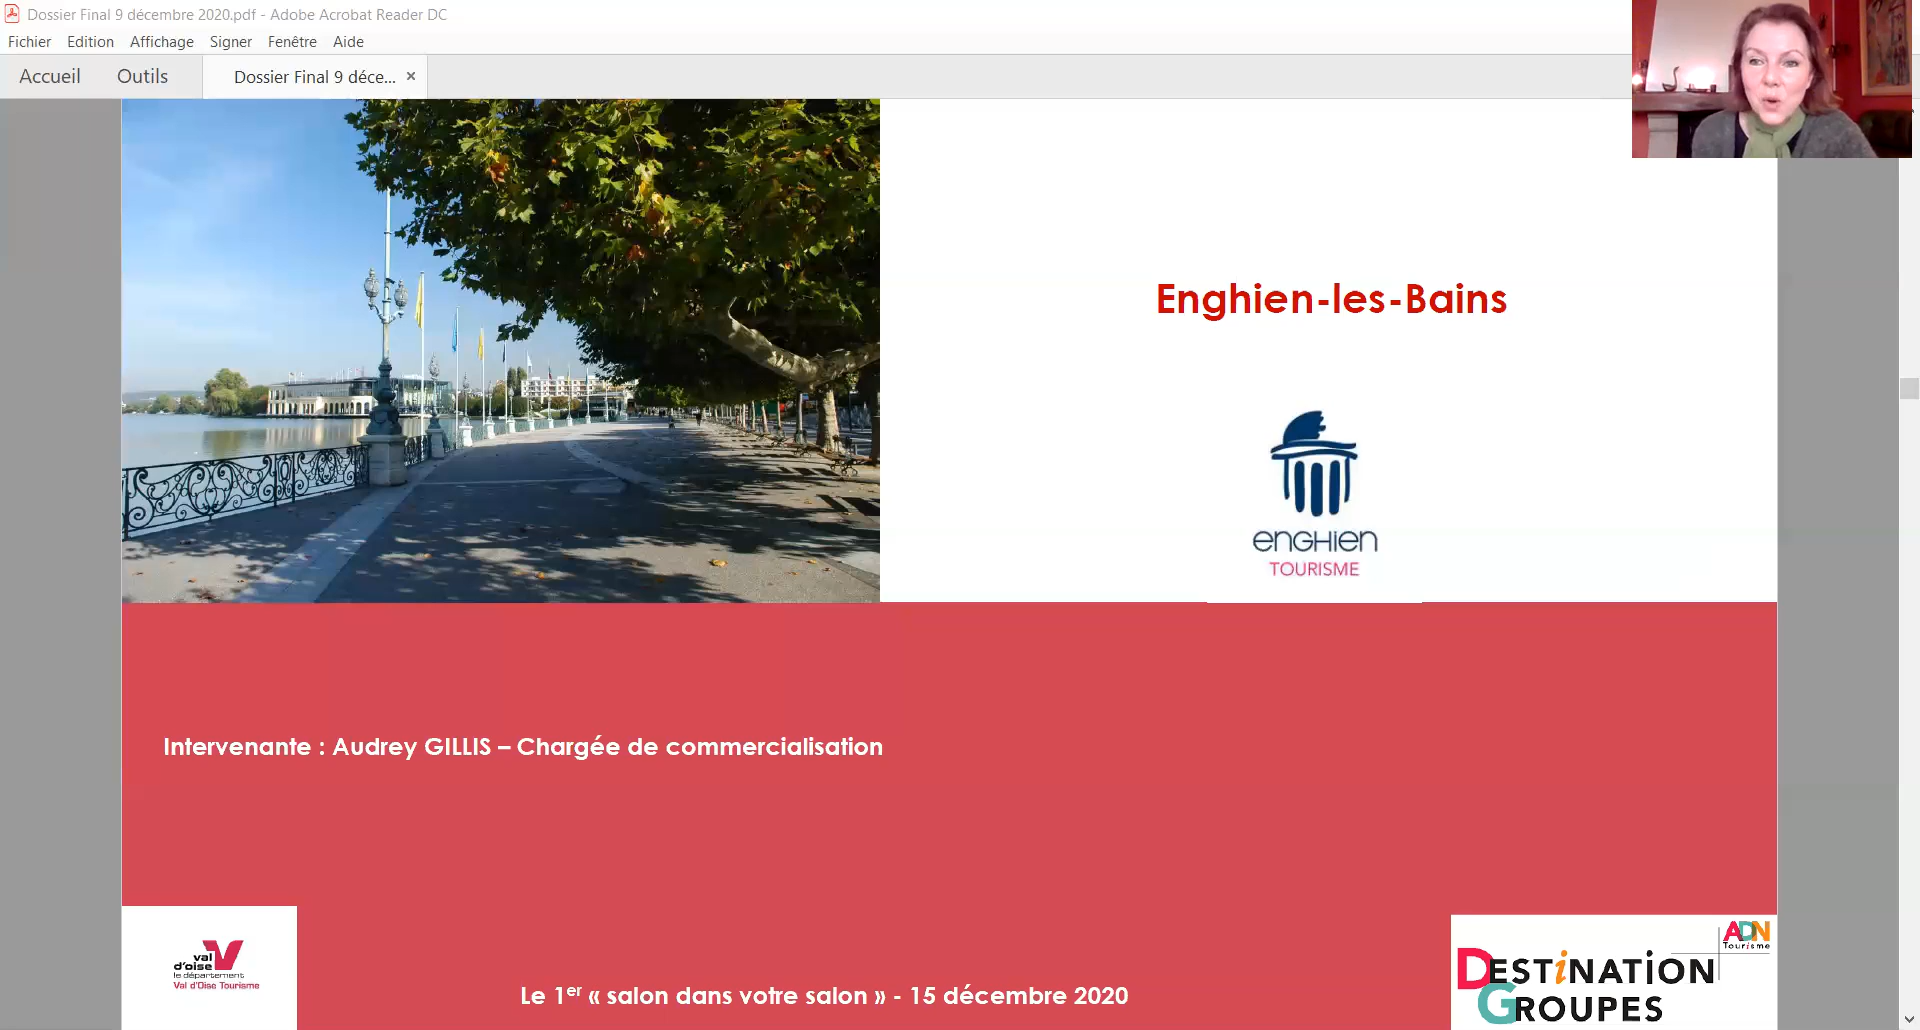 Dossier Final 9 décembre 2020.pdf - Adobe Acrobat Reader DC
Fichier Edition Affichage Signer Fenêtre Aide
Accueil Outils Dossier Final 9 déce... ×
Enghien-les-Bains
enGHien
TOURISME
Intervenante : Audrey GILLIS – Chargée de commercialisation
val
d'oise
le département
Val d'Oise Tourisme
Le 1er « salon dans votre salon » - 15 décembre 2020
ADN
Tourisme
DESTiNATiON
GROUPES